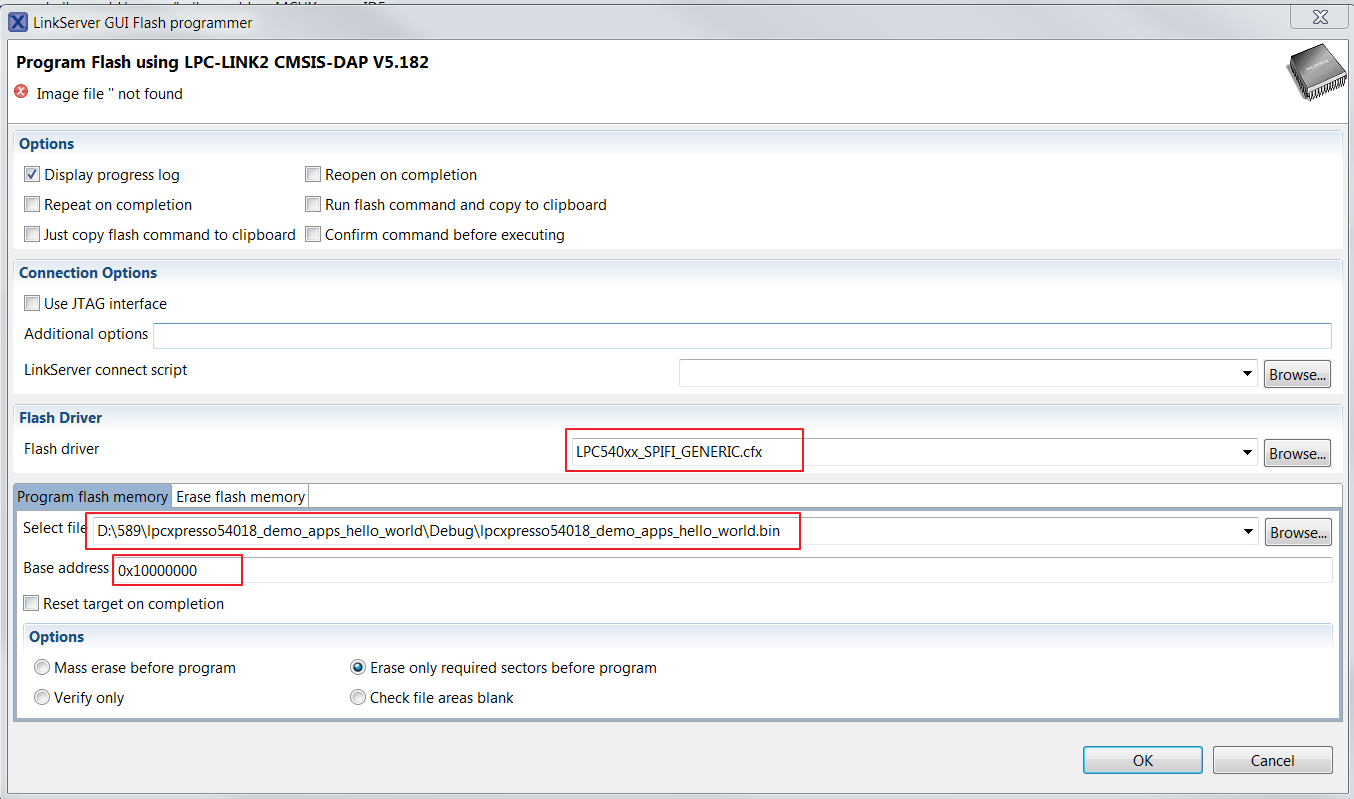 LinkServer GUI Flash programmer
Program Flash using LPC-LINK2 CMSIS-DAP V5.182
Image file '' not found
Options
Display progress log
Reopen on completion
Repeat on completion
Run flash command and copy to clipboard
Just copy flash command to clipboard
Confirm command before executing
Connection Options
Use JTAG interface
Additional options
LinkServer connect script
Browse...
Flash Driver
Flash driver
LPC540xx_SPIFI_GENERIC.cfx
Browse...
Program flash memory
Erase flash memory
Select file
D:\589\lpcxpresso54018_demo_apps_hello_world\Debug\lpcxpresso54018_demo_apps_hello_world.bin
Browse...
Base address
0x10000000
Reset target on completion
Options
Mass erase before program
Erase only required sectors before program
Verify only
Check file areas blank
OK
Cancel